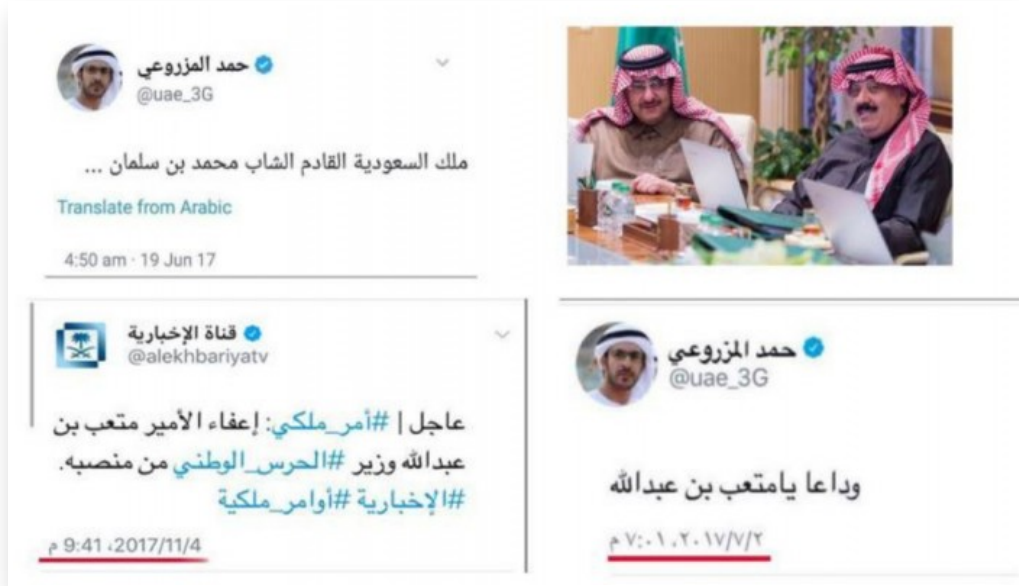 حمد المزروعي
@uae_3G
ملك السعودية القادم الشاب محمد بن سلمان ...
Translate from Arabic
4:50 am · 19 Jun 17
قناة الإخبارية
@alekhbariyatv
عاجل | #أمر_ملكي: إعفاء الأمير متعب بن
عبدالله وزير #الحرس_الوطني من منصبه.
#الإخبارية #أوامر_ملكية
2017/11/4، 9:41 م
حمد المزروعي
@uae_3G
وداعا يامتعب بن عبدالله
٢٠١٧/٧/٢، ٧:٠١ م